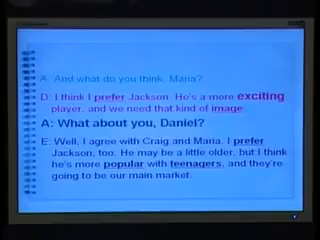 A: And what do you think, Maria?
D: I think I prefer Jackson. He's a more exciting
player, and we need that kind of image.
A: What about you, Daniel?
E: Well, I agree with Craig and Maria. I prefer
Jackson, too. He may be a little older, but I think
he's more popular with teenagers, and they're
going to be our main market.